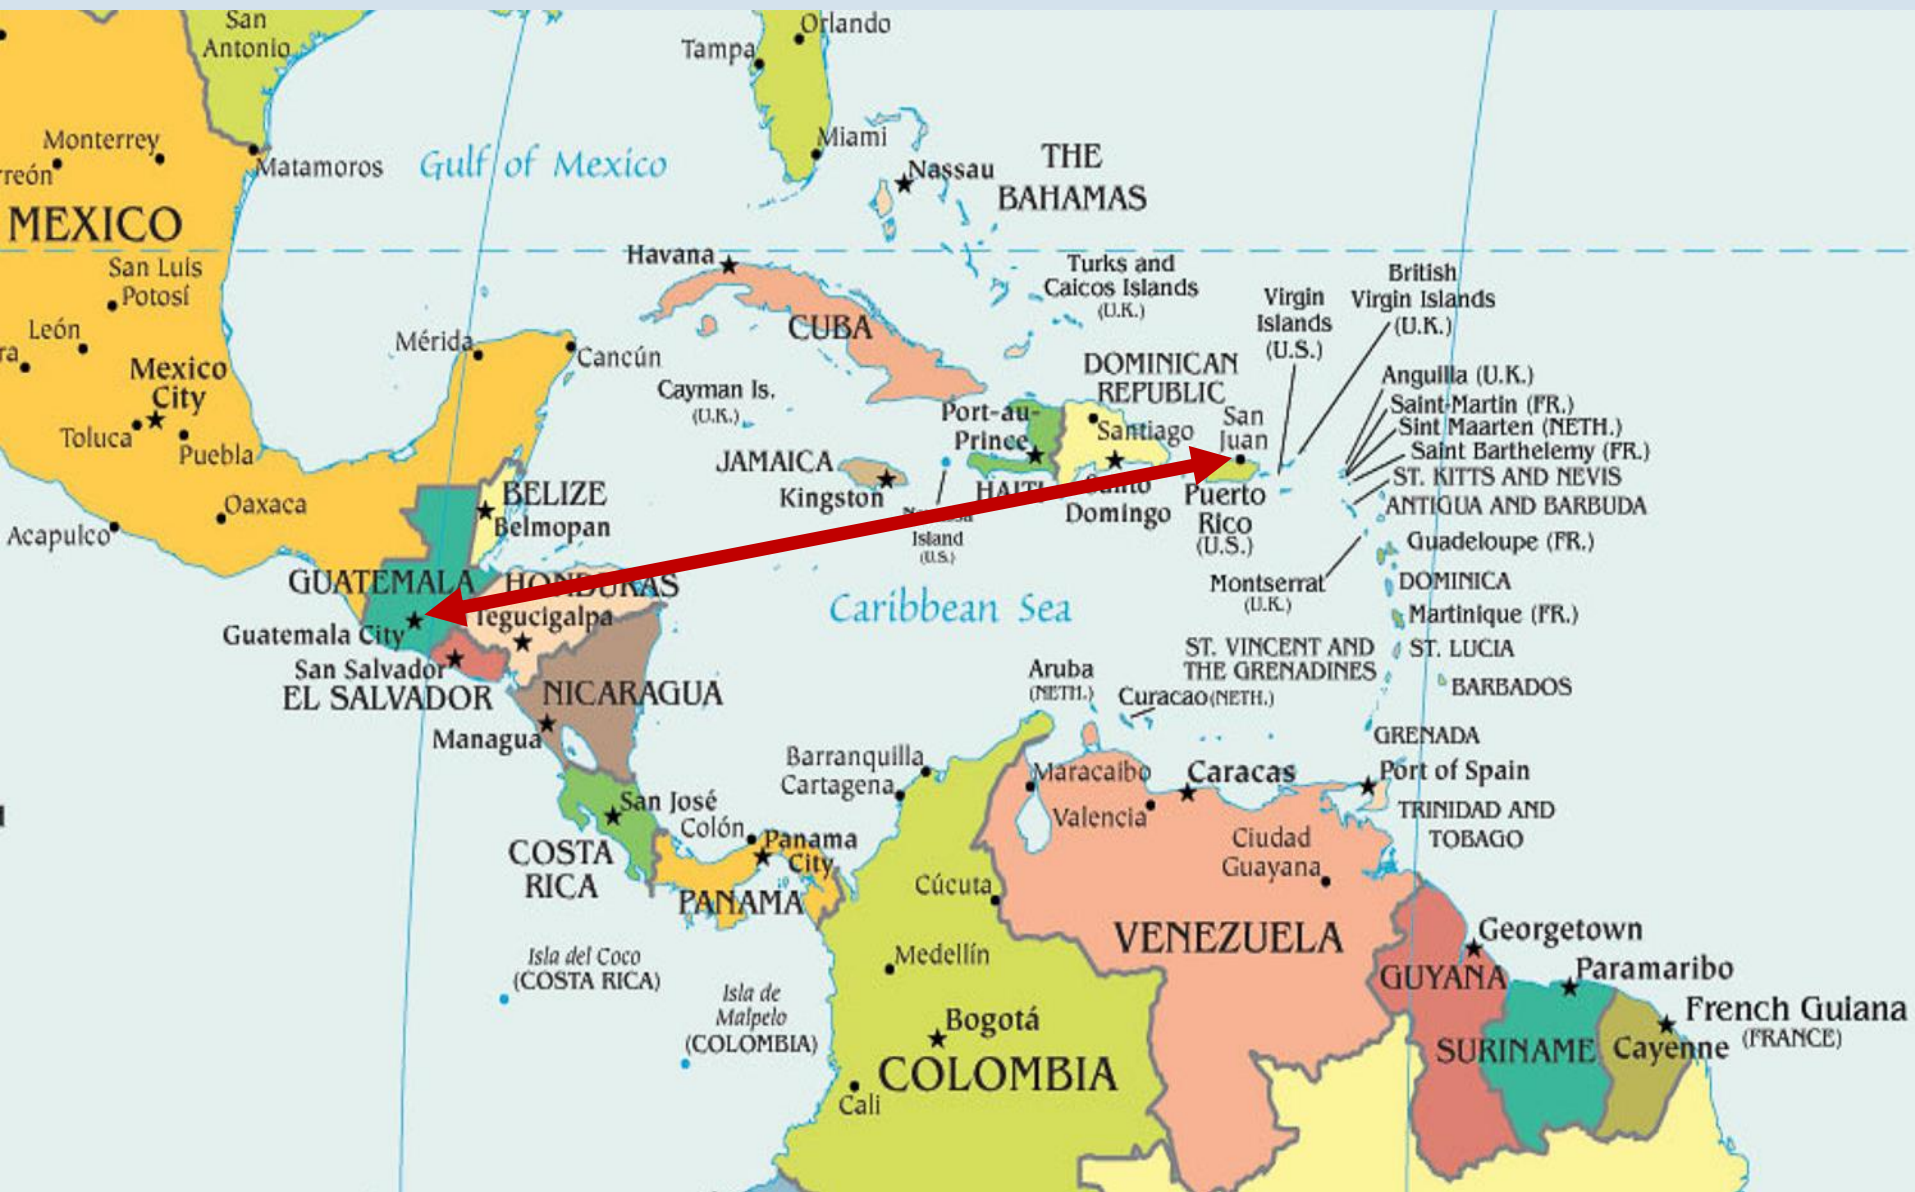 San
Antonio
Orlando
Tampa
Monterrey
Miami
Matamoros
Gulf of Mexico
Nassau
THE
BAHAMAS
rreón
MEXICO
Havana
San Luis
Potosí
Turks and
Caicos Islands
(U.K.)
British
Virgin Islands
(U.K.)
Virgin
Islands
(U.S.)
León
CUBA
Mérida
Cancún
ra
Mexico
City
DOMINICAN
REPUBLIC
Anguilla (U.K.)
Cayman Is.
(U.K.)
Saint-Martin (FR.)
Port-au-
Prince
San
Juan
Sint Maarten (NETH.)
Toluca
Puebla
Santiago
Saint Barthelemy (FR.)
JAMAICA
Kingston
ST. KITTS AND NEVIS
BELIZE
Belmopan
HAITI
Santo
Domingo
Puerto
Rico
(U.S.)
ANTIGUA AND BARBUDA
Oaxaca
Acapulco
Island
(U.S.)
Guadeloupe (FR.)
GUATEMALA
HONDURAS
Montserrat
(U.K.)
DOMINICA
Caribbean Sea
Tegucigalpa
Martinique (FR.)
Guatemala City
ST. VINCENT AND
THE GRENADINES
ST. LUCIA
San Salvador
EL SALVADOR
NICARAGUA
Aruba
(NETH.)
Curacao (NETH.)
BARBADOS
Managua
GRENADA
Barranquilla
Cartagena
Maracaibo
Caracas
Port of Spain
San José
Valencia
TRINIDAD AND
TOBAGO
Colón
Panama
City
Ciudad
Guayana
COSTA
RICA
Cúcuta
PANAMA
VENEZUELA
Georgetown
Isla del Coco
(COSTA RICA)
Medellín
GUYANA
Paramaribo
Isla de
Malpelo
(COLOMBIA)
Bogotá
French Guiana
(FRANCE)
COLOMBIA
SURINAME
Cayenne
Cali